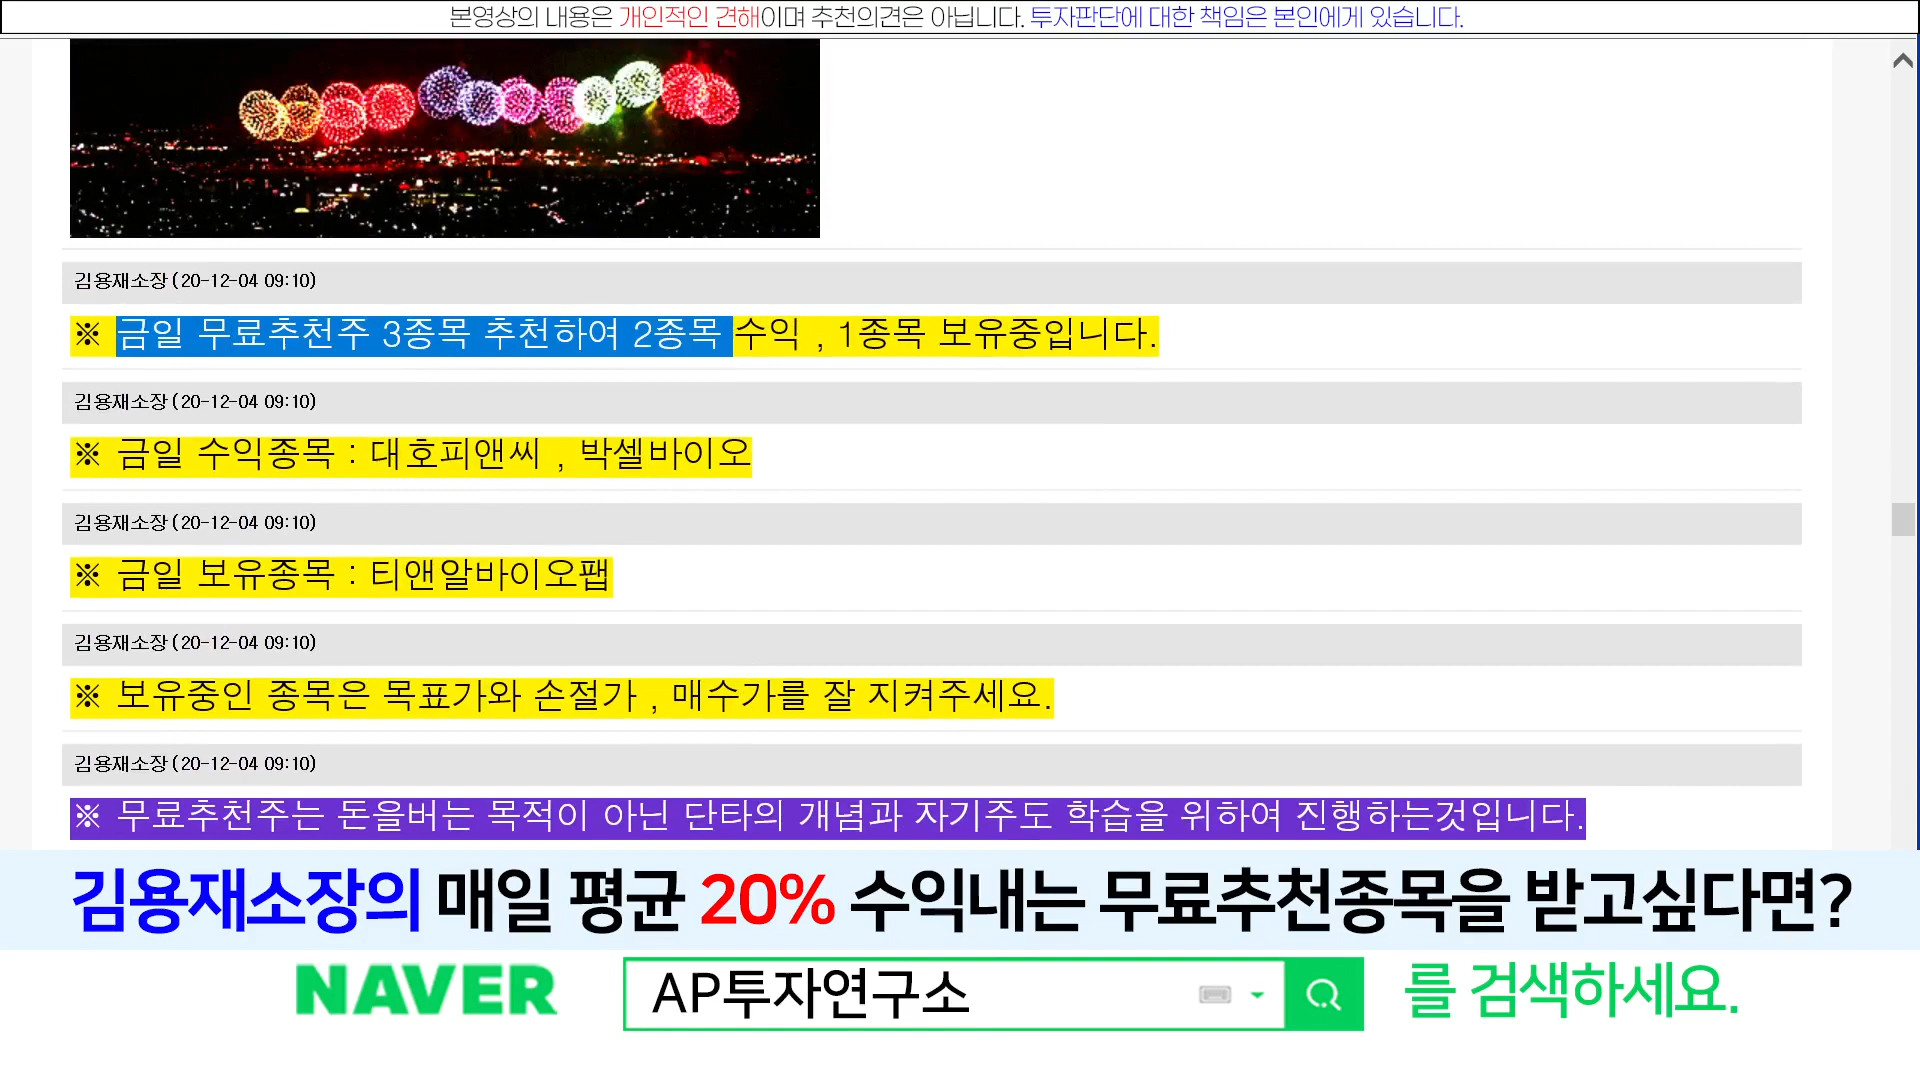 본영상의 내용은 개인적인 견해이며 추천의견은 아닙니다. 투자판단에 대한 책임은 본인에게 있습니다.
김용재소장(20-12-04 09:10)
※ 금일 무료추천주 3종목 추천하여 2종목 수익 , 1종목 보유중입니다.
김용재소장(20-12-04 09:10)
※ 금일 수익종목 : 대호피앤씨 , 박셀바이오
김용재소장(20-12-04 09:10)
※ 금일 보유종목 : 티앤알바이오팹
김용재소장(20-12-04 09:10)
※ 보유중인 종목은 목표가와 손절가 , 매수가를 잘 지켜주세요.
김용재소장(20-12-04 09:10)
※ 무료추천주는 돈을버는 목적이 아닌 단타의 개념과 자기주도 학습을 위하여 진행하는것입니다.
김용재소장의 매일 평균 20% 수익내는 무료추천종목을 받고싶다면?
NAVER AP투자연구소 를 검색하세요.